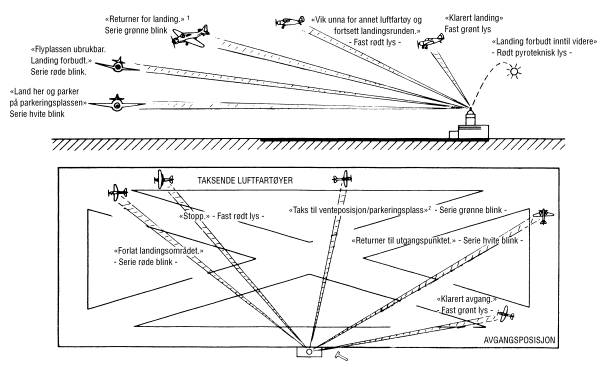 «Returner for landing.» 1
Serie grønne blink
«Vik unna for annet luftfartøy og
fortsett landingsrunden.»
- Fast rødt lys -
«Klarert landing»
Fast grønt lys
«Landing forbudt inntil videre»
- Rødt pyroteknisk lys -
«Flyplassen ubrukbar.
Landing forbudt.»
Serie røde blink.
«Land her og parker
på parkeringsplassen»
Serie hvite blink
TAKSENDE LUFTFARTØYER
«Stopp.» - Fast rødt lys -
«Taks til venteposisjon/parkeringsplass»2 - Serie grønne blink -
«Forlat landingsområdet.»
- Serie røde blink -
«Returner til utgangspunktet.» - Serie hvite blink -
«Klarert avgang.»
- Fast grønt lys -
AVGANGSPOSISJON